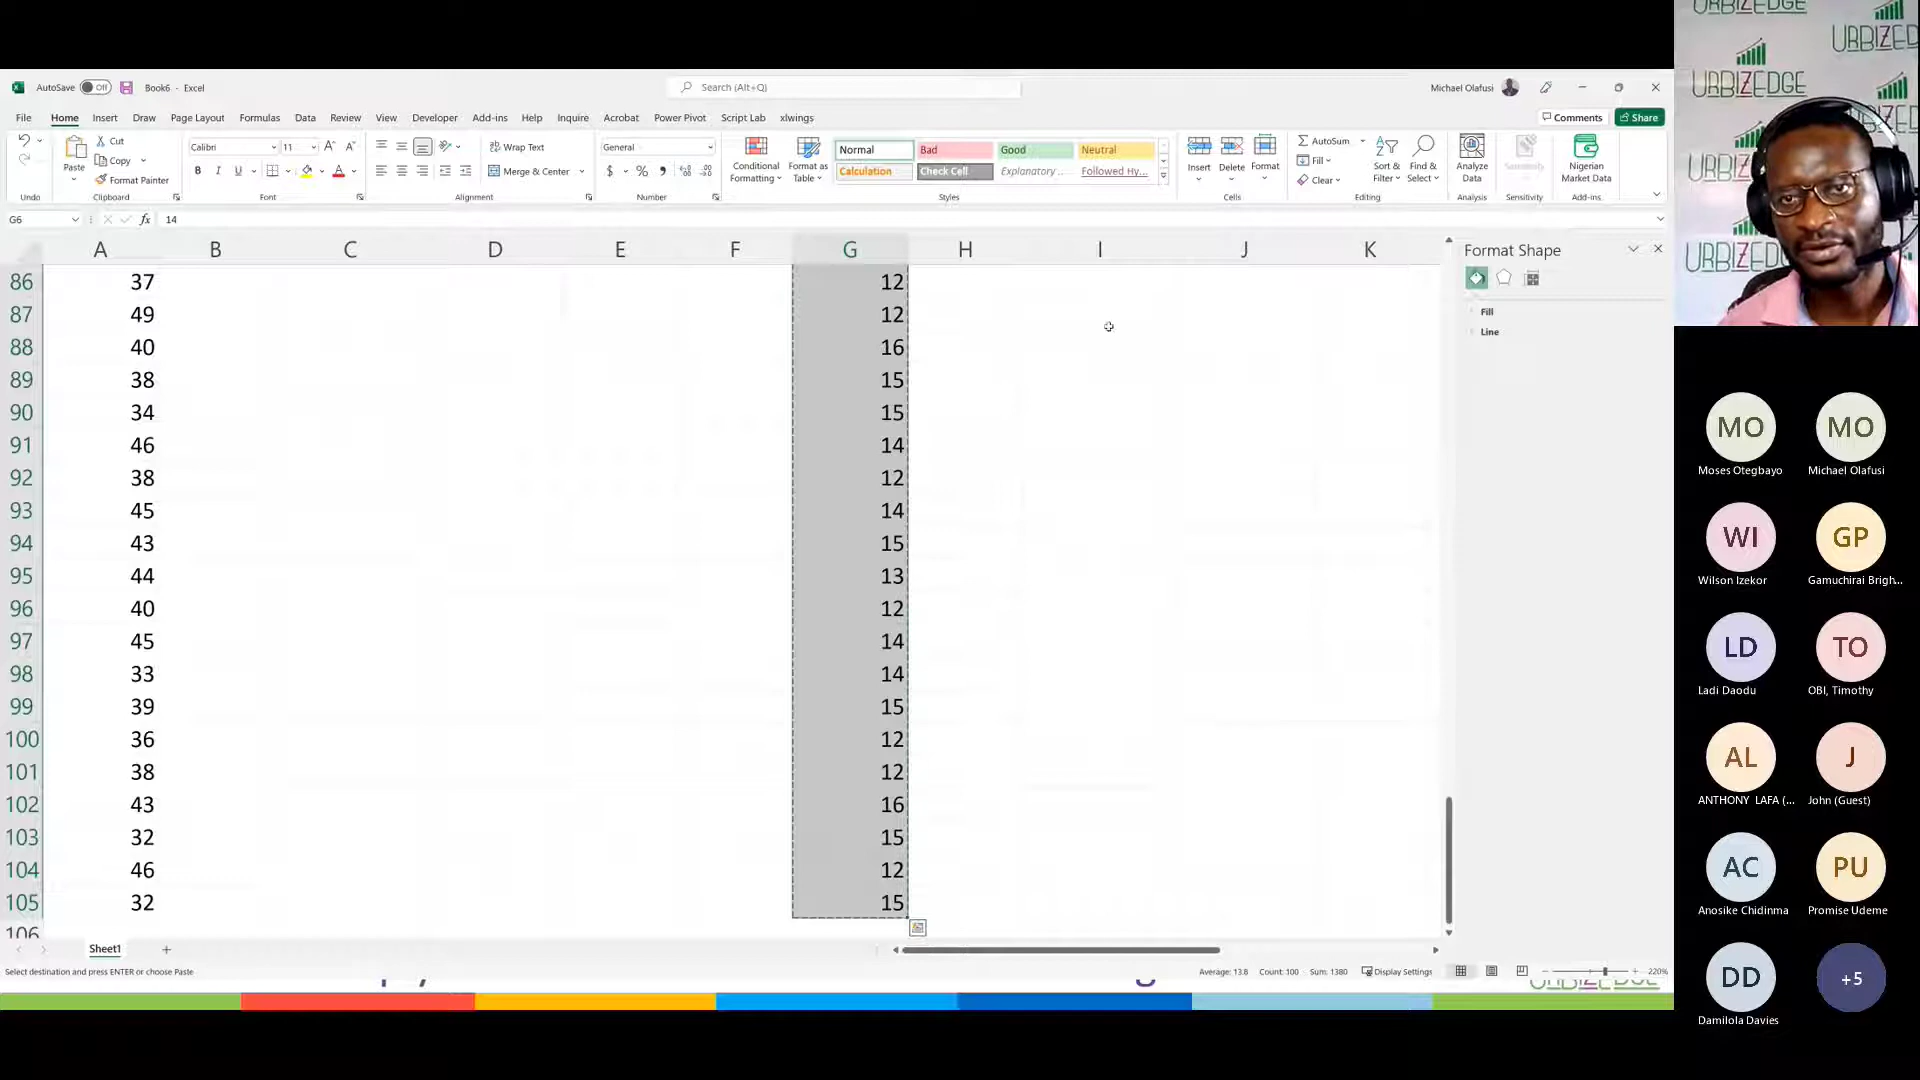 AutoSave Off Book6 - Excel Search (Alt+Q) Michael Olafusi
File Home Insert Draw Page Layout Formulas Data Review View Developer Add-ins Help Inquire Acrobat Power Pivot Script Lab xlwings Comments Share
Paste Cut Copy Format Painter
Calibri 11 Wrap Text General
B I U Merge & Center $ % ,
Conditional Formatting Format as Table
Normal Bad Good Neutral
Calculation Check Cell Explanatory ... Followed Hy...
Insert Delete Format
AutoSum Fill Clear
Sort & Filter Find & Select
Analyze Data
Sensitivity
Nigerian Market Data
Undo Clipboard Font Alignment Number Styles Cells Editing Analysis Sensitivity Add-ins
G6 fx 14
A B C D E F G H I J K
86 37 12
87 49 12
88 40 16
89 38 15
90 34 15
91 46 14
92 38 12
93 45 14
94 43 15
95 44 13
96 40 12
97 45 14
98 33 14
99 39 15
100 36 12
101 38 12
102 43 16
103 32 15
104 46 12
105 32 15
106
Format Shape
Fill
Line
Sheet1
Select destination and press ENTER or choose Paste Average: 13.8 Count: 100 Sum: 1380 Display Settings 220%
URBIZEDGE
MO MO
Moses Otegbayo Michael Olafusi
WI GP
Wilson Izekor Gamuchirai Brigh...
LD TO
Ladi Daodu OBI, Timothy
AL J
ANTHONY LAFA (... John (Guest)
AC PU
Anosike Chidinma Promise Udeme
DD +5
Damilola Davies